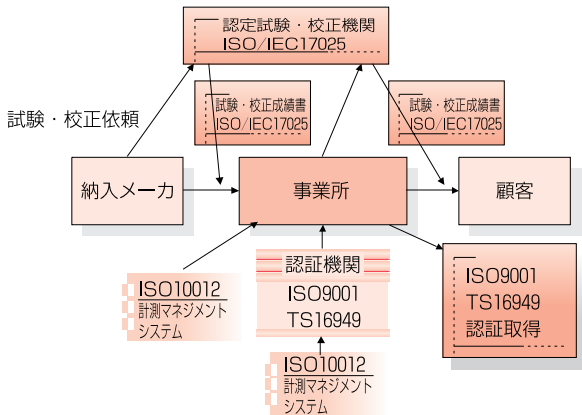 認定試験・校正機関
ISO/IEC17025
試験・校正成績書
ISO/IEC17025
試験・校正成績書
ISO/IEC17025
試験・校正依頼
納入メーカ
事業所
顧客
認証機関
ISO9001
TS16949
ISO10012
計測マネジメント
システム
ISO9001
TS16949
認証取得
ISO10012
計測マネジメント
システム